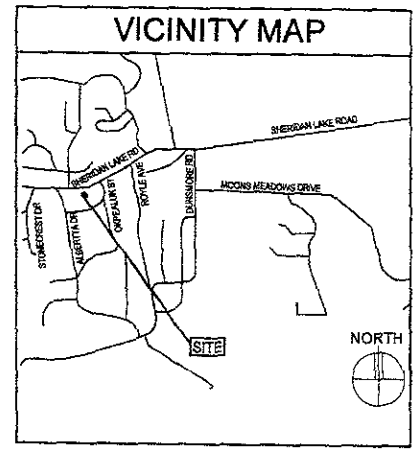 VICINITY MAP
SHERIDAN LAKE ROAD
SHERIDAN LAKE RD
STONECREST DR
ALBERTTA DR
OKPEALUK ST
ROYLE AVE
DUNSMORE RD
MOONS MEADOWS DRIVE
SITE
NORTH